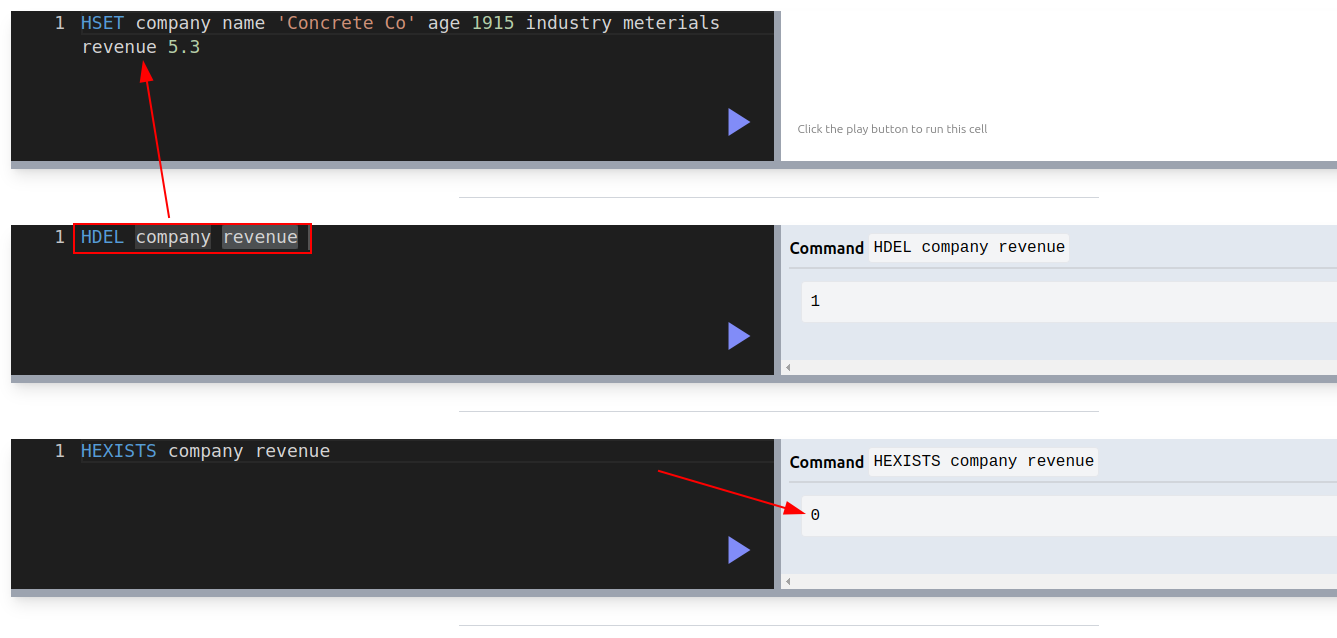 1 HSET company name 'Concrete Co' age 1915 industry meterials
revenue 5.3
Click the play button to run this cell
1 HDEL company revenue
Command HDEL company revenue
1
1 HEXISTS company revenue
Command HEXISTS company revenue
0